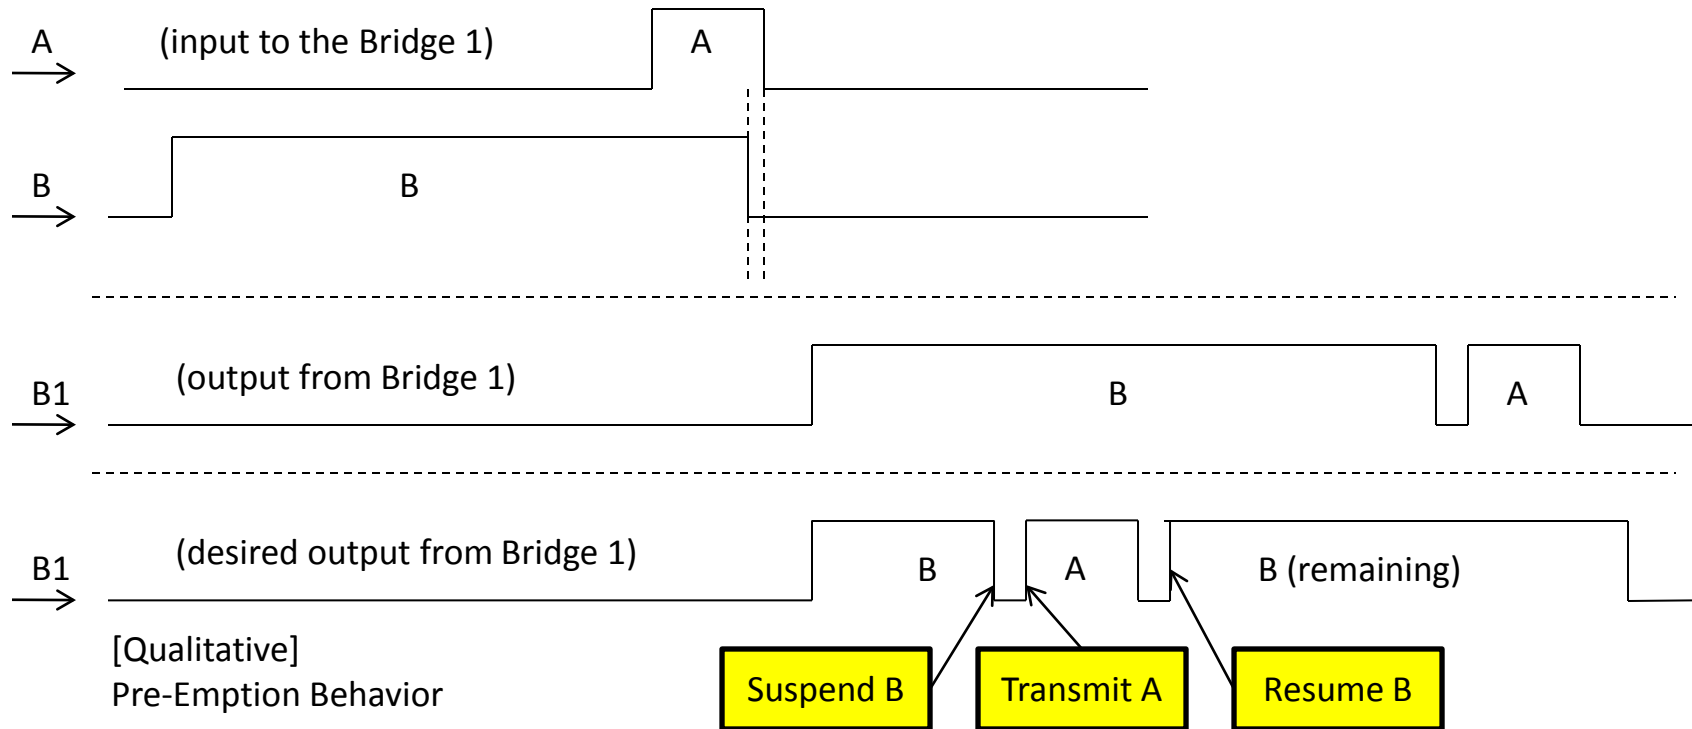 A
(input to the Bridge 1)
A
B
B
B1
(output from Bridge 1)
B
A
B1
(desired output from Bridge 1)
B
A
B (remaining)
[Qualitative]
Pre-Emption Behavior
Suspend B
Transmit A
Resume B